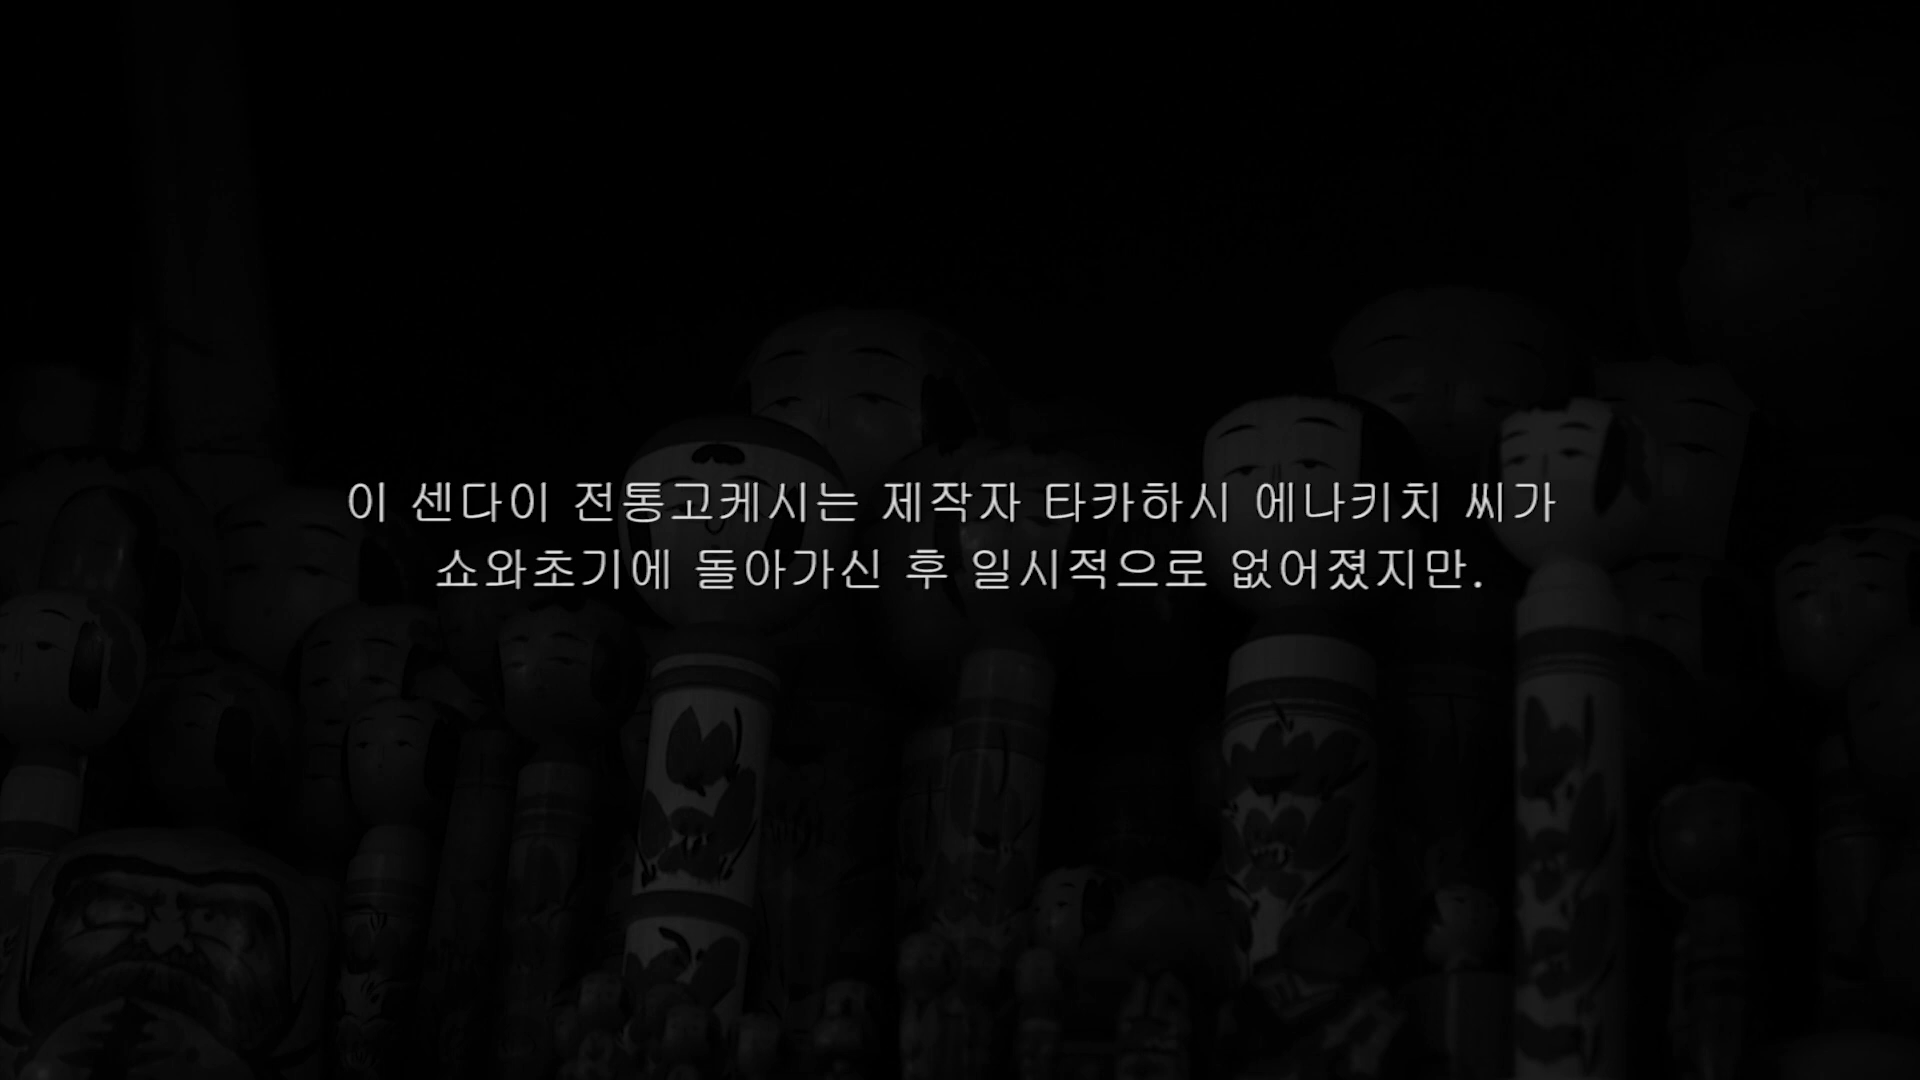 이 센다이 전통고케시는 제작자 타카하시 에나키치 씨가
쇼와초기에 돌아가신 후 일시적으로 없어졌지만.